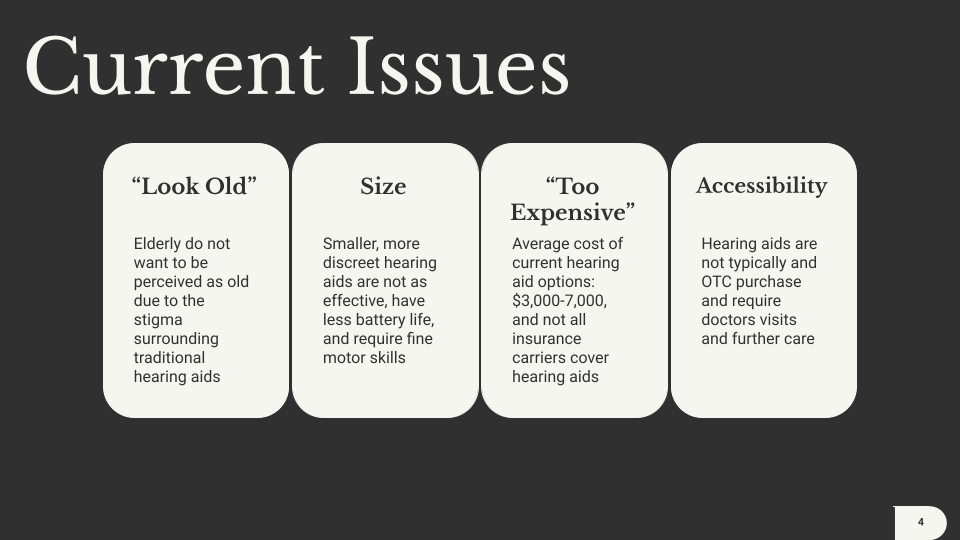 Current Issues
“Look Old”
Elderly do not
want to be
perceived as old
due to the
stigma
surrounding
traditional
hearing aids
Size
Smaller, more
discreet hearing
aids are not as
effective, have
less battery life,
and require fine
motor skills
“Too
Expensive”
Average cost of
current hearing
aid options:
$3,000-7,000,
and not all
insurance
carriers cover
hearing aids
Accessibility
Hearing aids are
not typically and
OTC purchase
and require
doctors visits
and further care
4